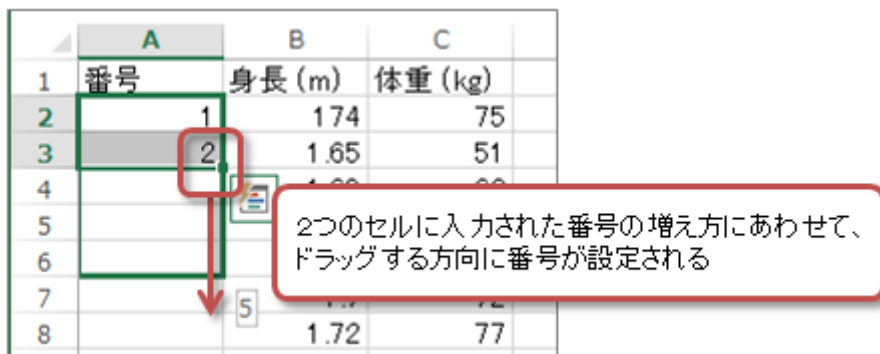 A B C
1 番号 身長(m) 体重(kg)
2 1 174 75
3 2 1.65 51
4
5
6
2つのセルに入力された番号の増え方にあわせて、
ドラッグする方向に番号が設定される
7
5
8 1.72 77